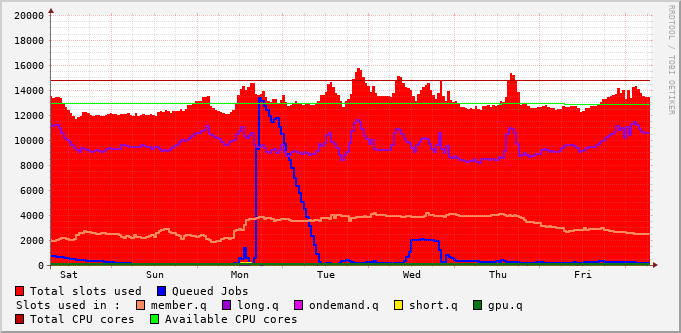 20000
18000
16000
14000
12000
10000
8000
6000
4000
2000
0
Sat Sun Mon Tue Wed Thu Fri
RRDTOOL / TOBI OETIKER
Total slots used Queued Jobs
Slots used in : member.q long.q ondemand.q short.q gpu.q
Total CPU cores Available CPU cores